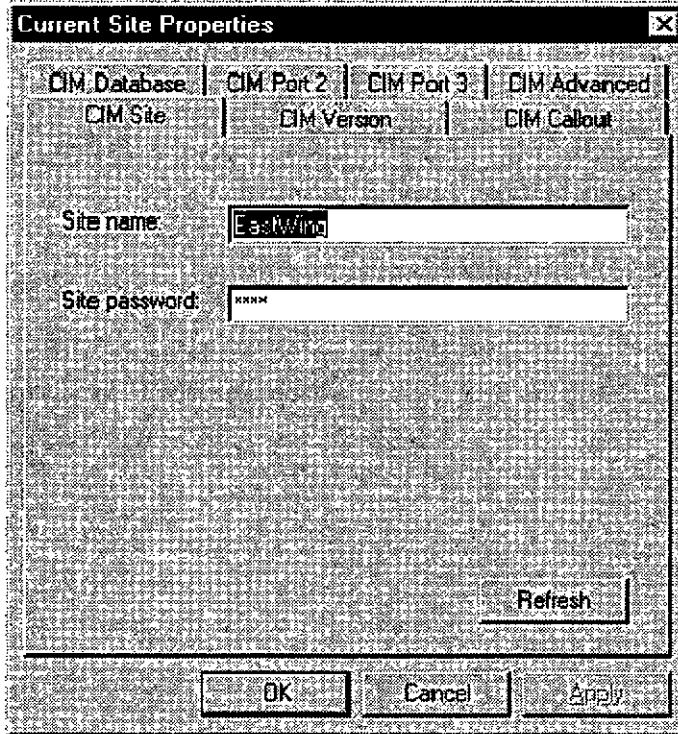 Current Site Properties
CIM Database CIM Port 2 CIM Port 3 CIM Advanced
CIM Site CIM Version CIM Callout
Site name: EastWing
Site password: ****
Refresh
OK Cancel Apply